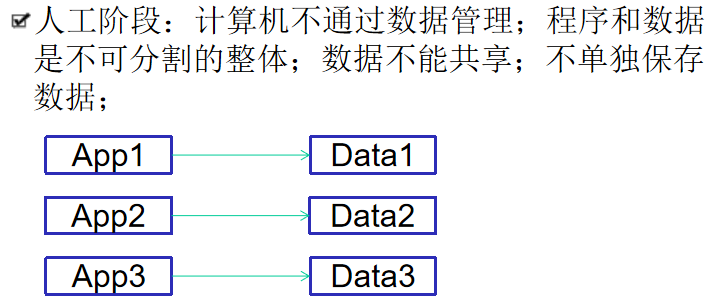 人工阶段：计算机不通过数据管理；程序和数据
是不可分割的整体；数据不能共享；不单独保存
数据；
App1 Data1
App2 Data2
App3 Data3